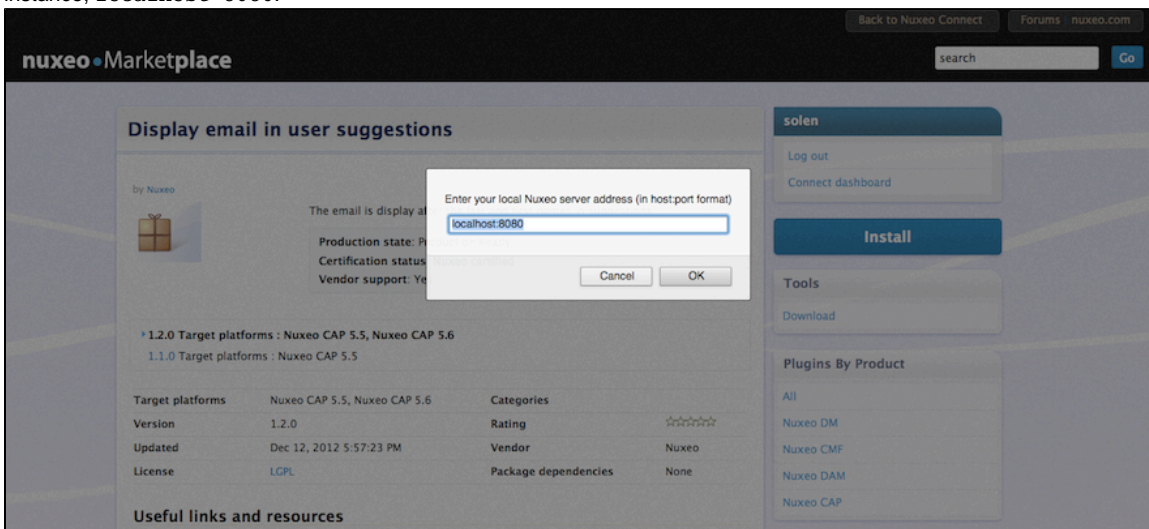 Back to Nuxeo Connect
Forums nuxeo.com
nuxeo•Marketplace
search
Go
Display email in user suggestions
by Nuxeo
The email is display a
Production state: P
Certification status
Vendor support: Ye
Enter your local Nuxeo server address (in host:port format)
localhost:8080
Cancel
OK
1.2.0 Target platforms : Nuxeo CAP 5.5, Nuxeo CAP 5.6
1.1.0 Target platforms : Nuxeo CAP 5.5
Target platforms Nuxeo CAP 5.5, Nuxeo CAP 5.6 Categories
Version 1.2.0 Rating
Updated Dec 12, 2012 5:57:23 PM Vendor Nuxeo
License LGPL Package dependencies None
Useful links and resources
solen
Log out
Connect dashboard
Install
Tools
Download
Plugins By Product
All
Nuxeo DM
Nuxeo CMF
Nuxeo DAM
Nuxeo CAP